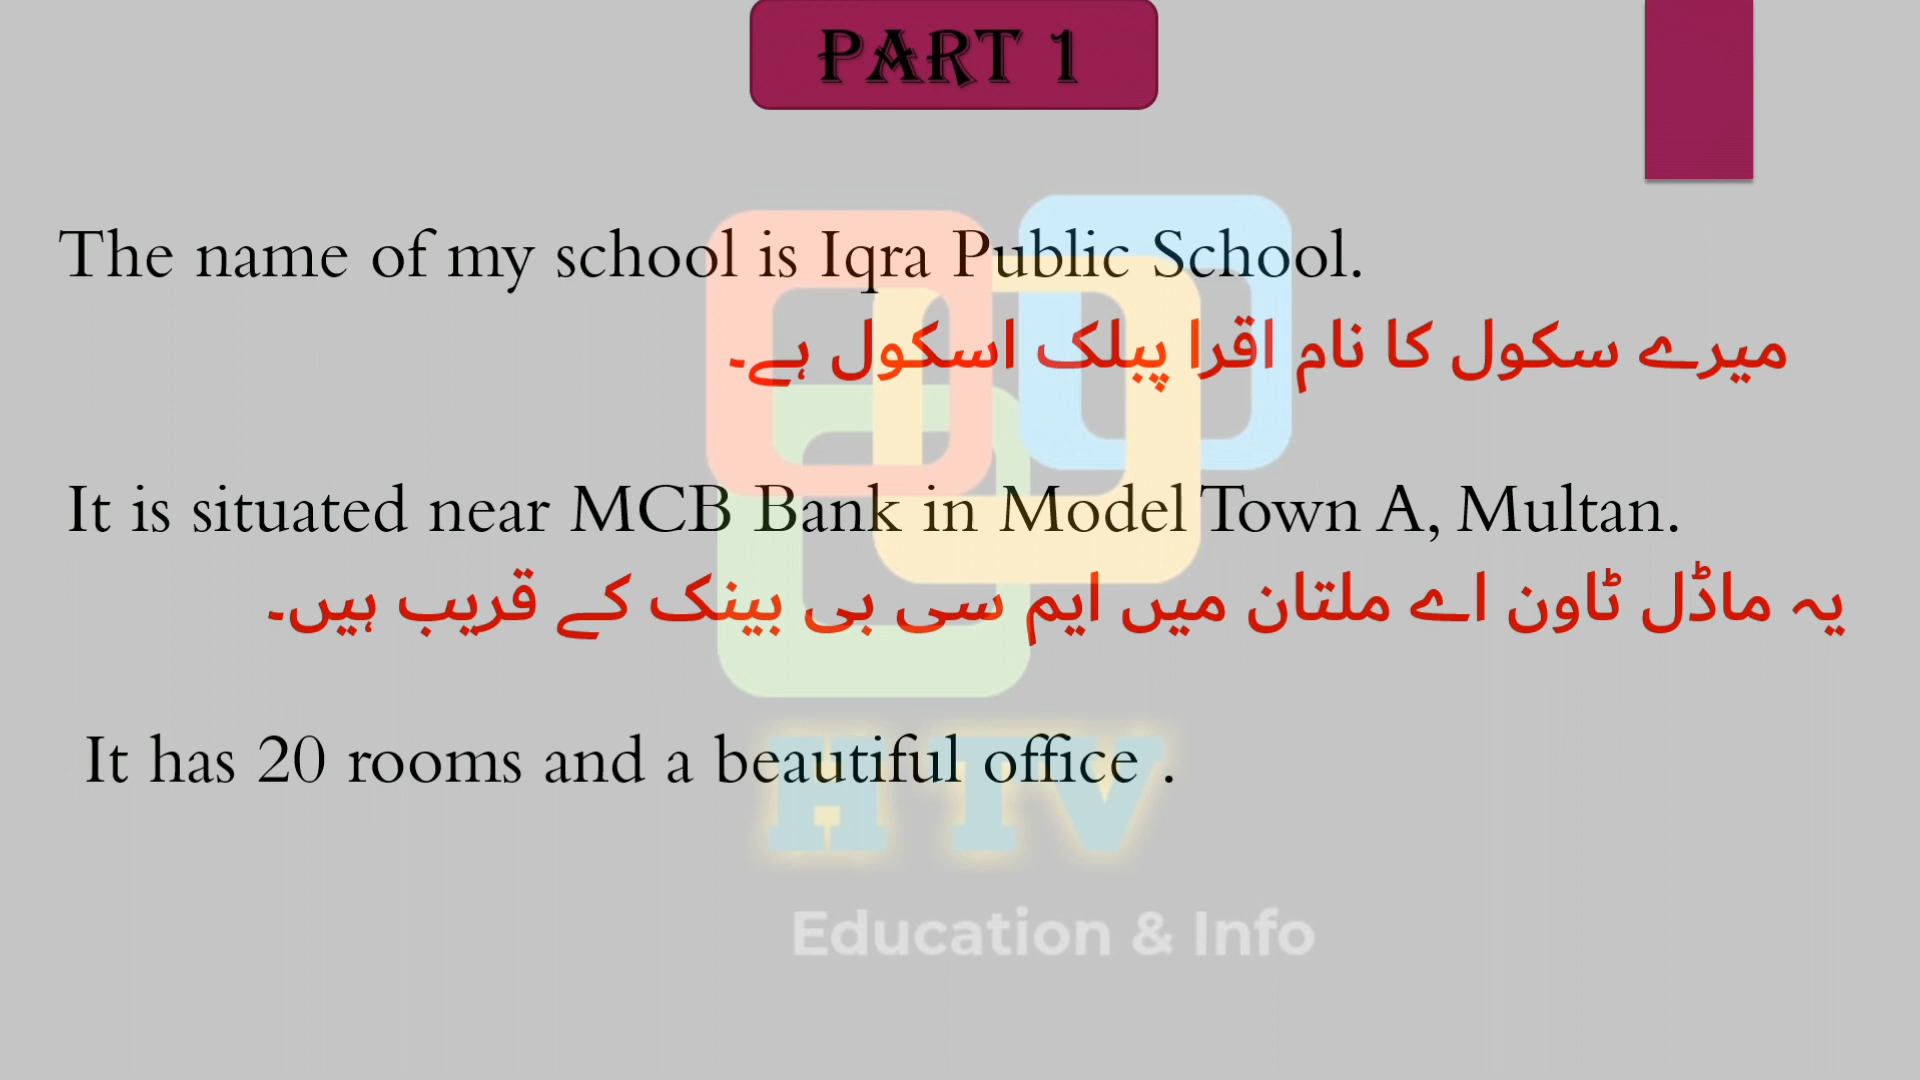 PART 1
The name of my school is Iqra Public School.
میرے سکول کا نام اقرا پبلک اسکول ہے۔
It is situated near MCB Bank in Model Town A, Multan.
یہ ماڈل ٹاون اے ملتان میں ایم سی بی بینک کے قریب ہیں۔
It has 20 rooms and a beautiful office .
H TV
Education & Info